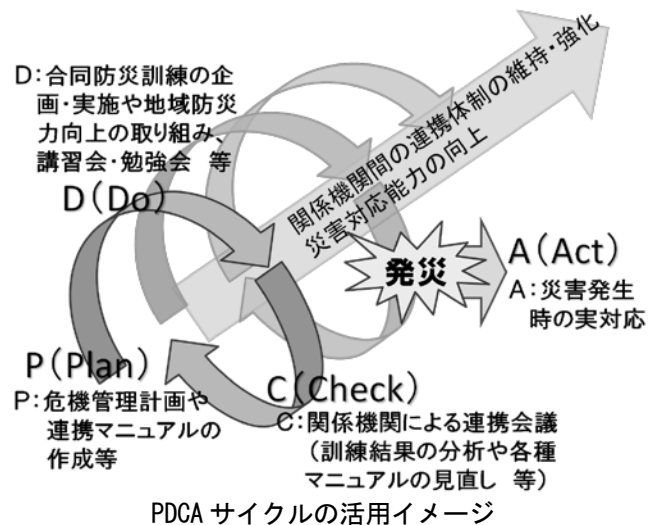 D：合同防災訓練の企
画・実施や地域防災
力向上の取り組み、
講習会・勉強会　等
D(Do)
関係機関間の連携体制の維持・強化
災害対応能力の向上
発災
A(Act)
A：災害発生
時の実対応
P(Plan)
P：危機管理計画や
連携マニュアルの
作成等
C(Check)
C：関係機関による連携会議
（訓練結果の分析や各種
マニュアルの見直し　等）
PDCA サイクルの活用イメージ